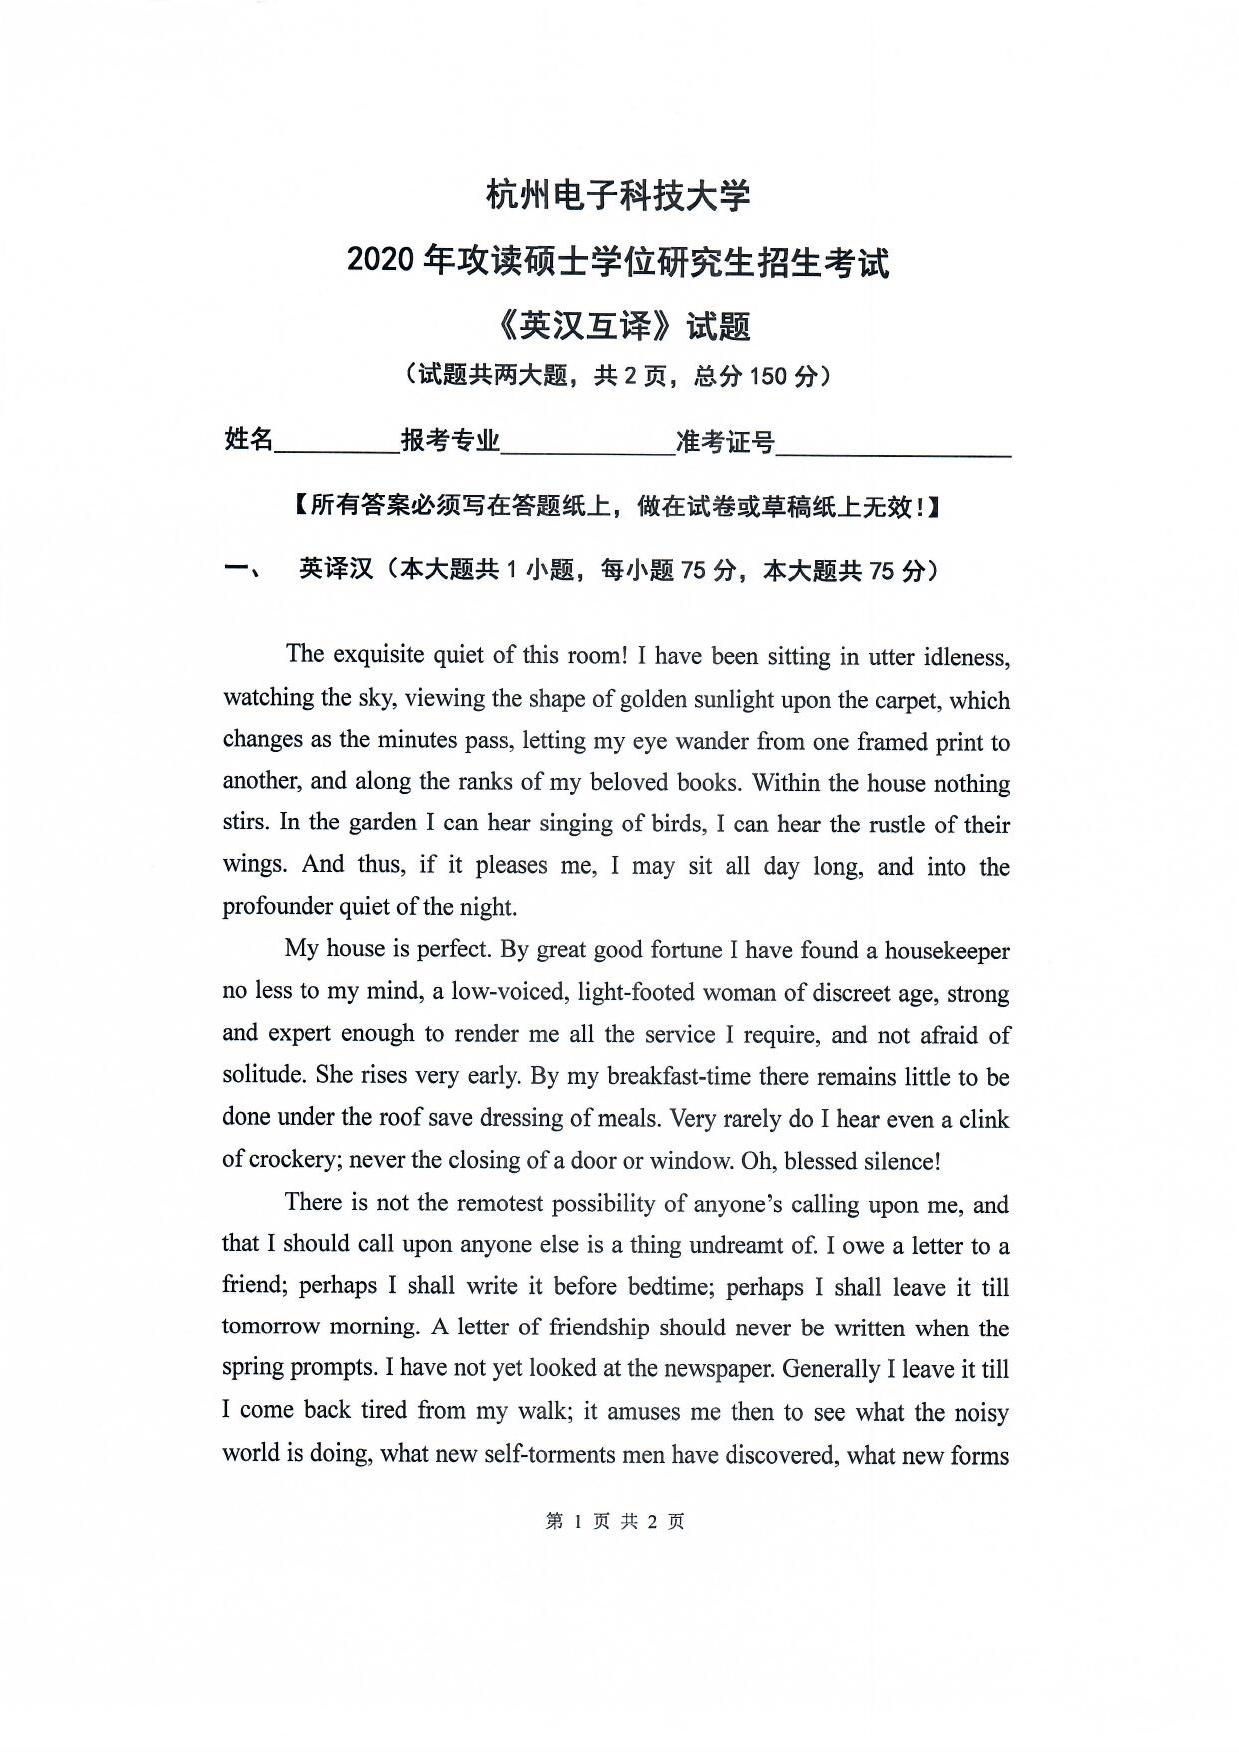 杭州电子科技大学
2020 年攻读硕士学位研究生招生考试
《英汉互译》试题
（试题共两大题，共 2 页，总分 150 分）
姓名__________报考专业______________准考证号___________________
【所有答案必须写在答题纸上，做在试卷或草稿纸上无效!】
一、 英译汉（本大题共 1 小题，每小题 75 分，本大题共 75 分）
The exquisite quiet of this room! I have been sitting in utter idleness,
watching the sky, viewing the shape of golden sunlight upon the carpet, which
changes as the minutes pass, letting my eye wander from one framed print to
another, and along the ranks of my beloved books. Within the house nothing
stirs. In the garden I can hear singing of birds, I can hear the rustle of their
wings. And thus, if it pleases me, I may sit all day long, and into the
profounder quiet of the night.
My house is perfect. By great good fortune I have found a housekeeper
no less to my mind, a low-voiced, light-footed woman of discreet age, strong
and expert enough to render me all the service I require, and not afraid of
solitude. She rises very early. By my breakfast-time there remains little to be
done under the roof save dressing of meals. Very rarely do I hear even a clink
of crockery; never the closing of a door or window. Oh, blessed silence!
There is not the remotest possibility of anyone's calling upon me, and
that I should call upon anyone else is a thing undreamt of. I owe a letter to a
friend; perhaps I shall write it before bedtime; perhaps I shall leave it till
tomorrow morning. A letter of friendship should never be written when the
spring prompts. I have not yet looked at the newspaper. Generally I leave it till
I come back tired from my walk; it amuses me then to see what the noisy
world is doing, what new self-torments men have discovered, what new forms
第 1 页 共 2 页